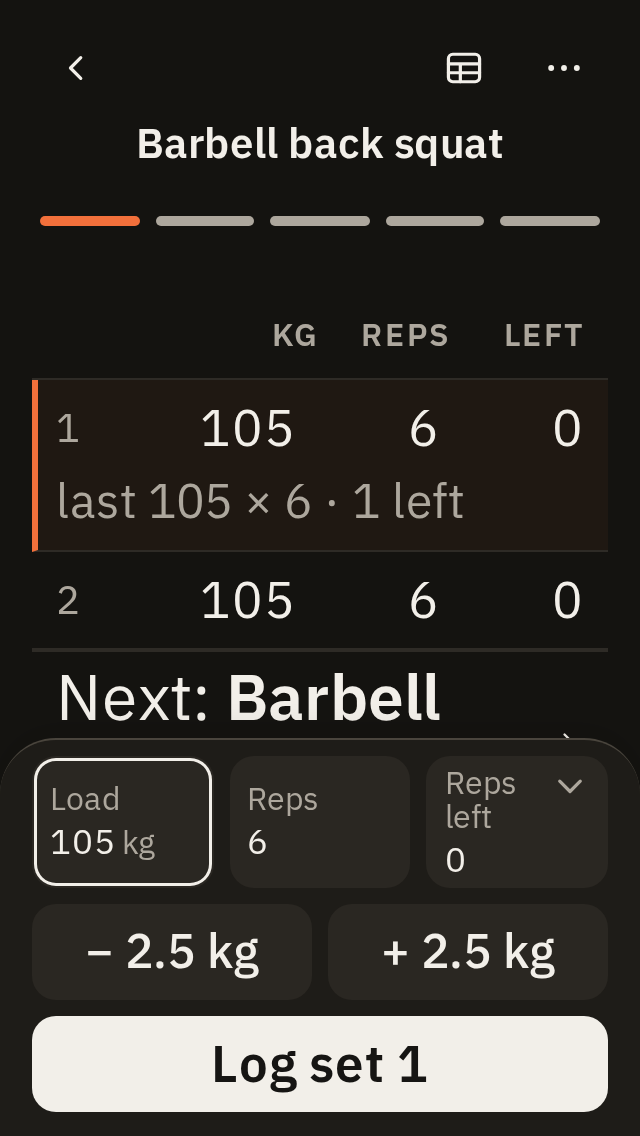 Barbell back squat
KG REPS LEFT
1 105 6 0
last 105 × 6 · 1 left
2 105 6 0
Next: Barbell
Load
105 kg
Reps
6
Reps
left
0
– 2.5 kg
+ 2.5 kg
Log set 1